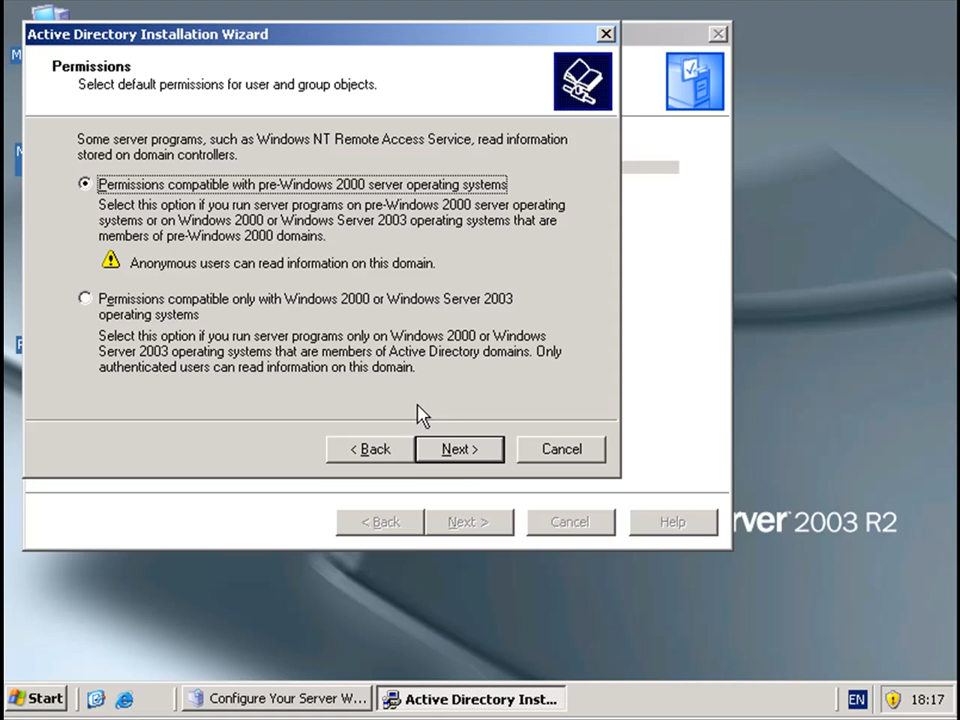 Active Directory Installation Wizard
Permissions
Select default permissions for user and group objects.
Some server programs, such as Windows NT Remote Access Service, read information
stored on domain controllers.
Permissions compatible with pre-Windows 2000 server operating systems
Select this option if you run server programs on pre-Windows 2000 server operating
systems or on Windows 2000 or Windows Server 2003 operating systems that are
members of pre-Windows 2000 domains.
Anonymous users can read information on this domain.
Permissions compatible only with Windows 2000 or Windows Server 2003
operating systems
Select this option if you run server programs only on Windows 2000 or Windows
Server 2003 operating systems that are members of Active Directory domains. Only
authenticated users can read information on this domain.
< Back Next > Cancel
< Back Next > Cancel Help
rver 2003 R2
Start Configure Your Server W... Active Directory Inst... EN 18:17